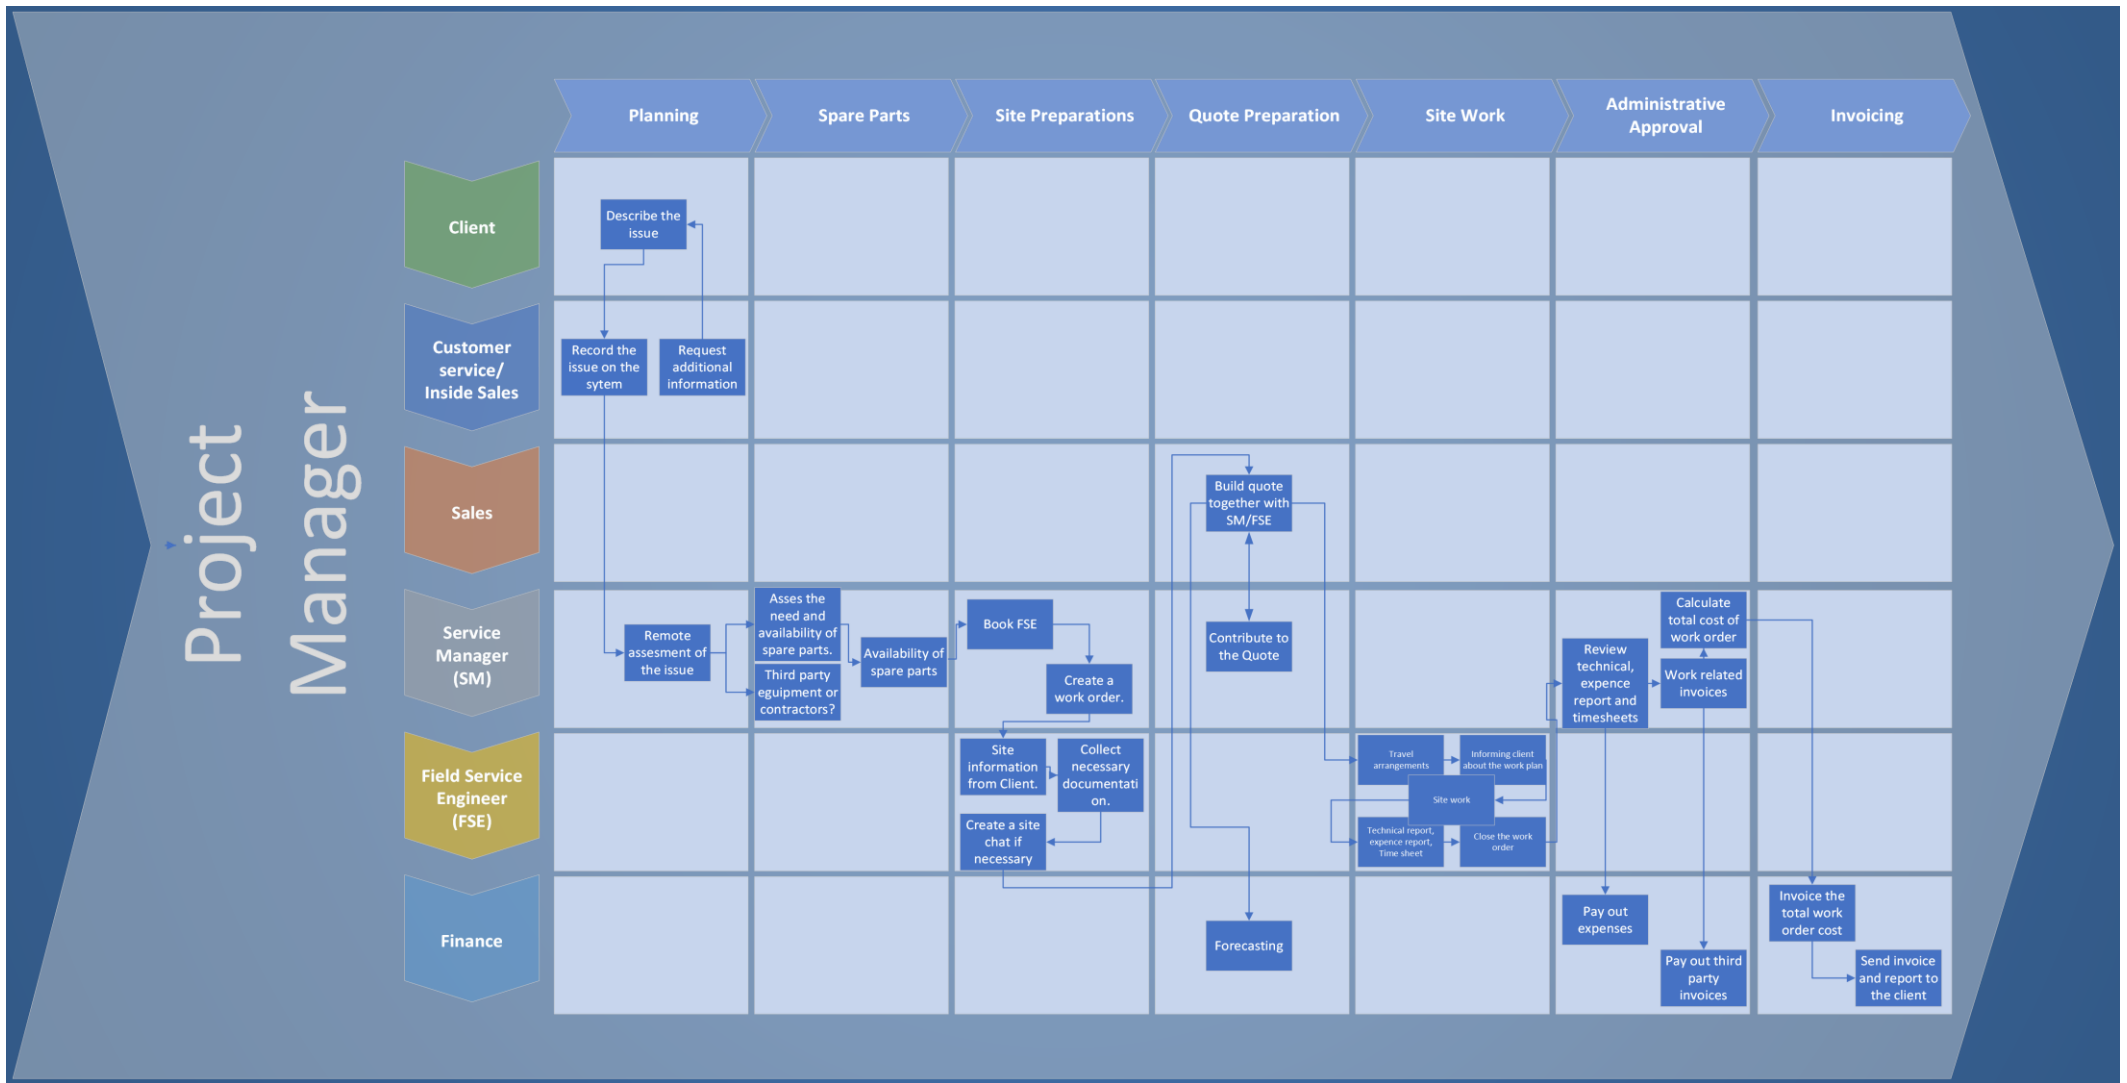 Project
Manager
Planning
Spare Parts
Site Preparations
Quote Preparation
Site Work
Administrative
Approval
Invoicing
Client
Describe the
issue
Customer
service/
Inside Sales
Record the
issue on the
sytem
Request
additional
information
Sales
Build quote
together with
SM/FSE
Service
Manager
(SM)
Remote
assesment of
the issue
Asses the
need and
availability of
spare parts.
Third party
eguipment or
contractors?
Availability of
spare parts
Book FSE
Create a
work order.
Contribute to
the Quote
Review
technical,
expence
report and
timesheets
Calculate
total cost of
work order
Work related
invoices
Field Service
Engineer
(FSE)
Site
information
from Client.
Collect
necessary
documentati
on.
Create a site
chat if
necessary
Travel
arrangements
Informing client
about the work plan
Site work
Technical report,
expence report,
Time sheet
Close the work
order
Finance
Forecasting
Pay out
expenses
Pay out third
party
invoices
Invoice the
total work
order cost
Send invoice
and report to
the client